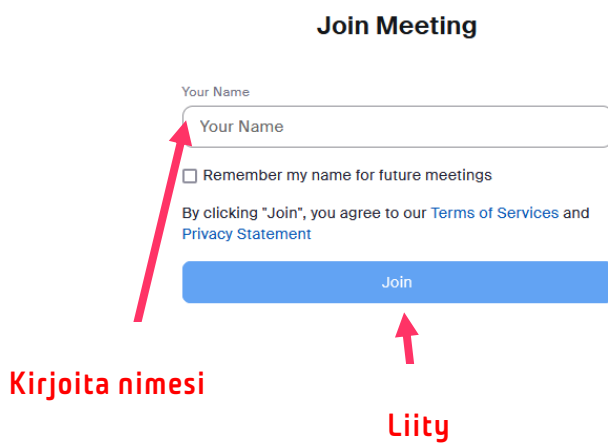 Join Meeting
Your Name
Your Name
Remember my name for future meetings
By clicking "Join", you agree to our Terms of Services and
Privacy Statement
Join
Kirjoita nimesi
Liity